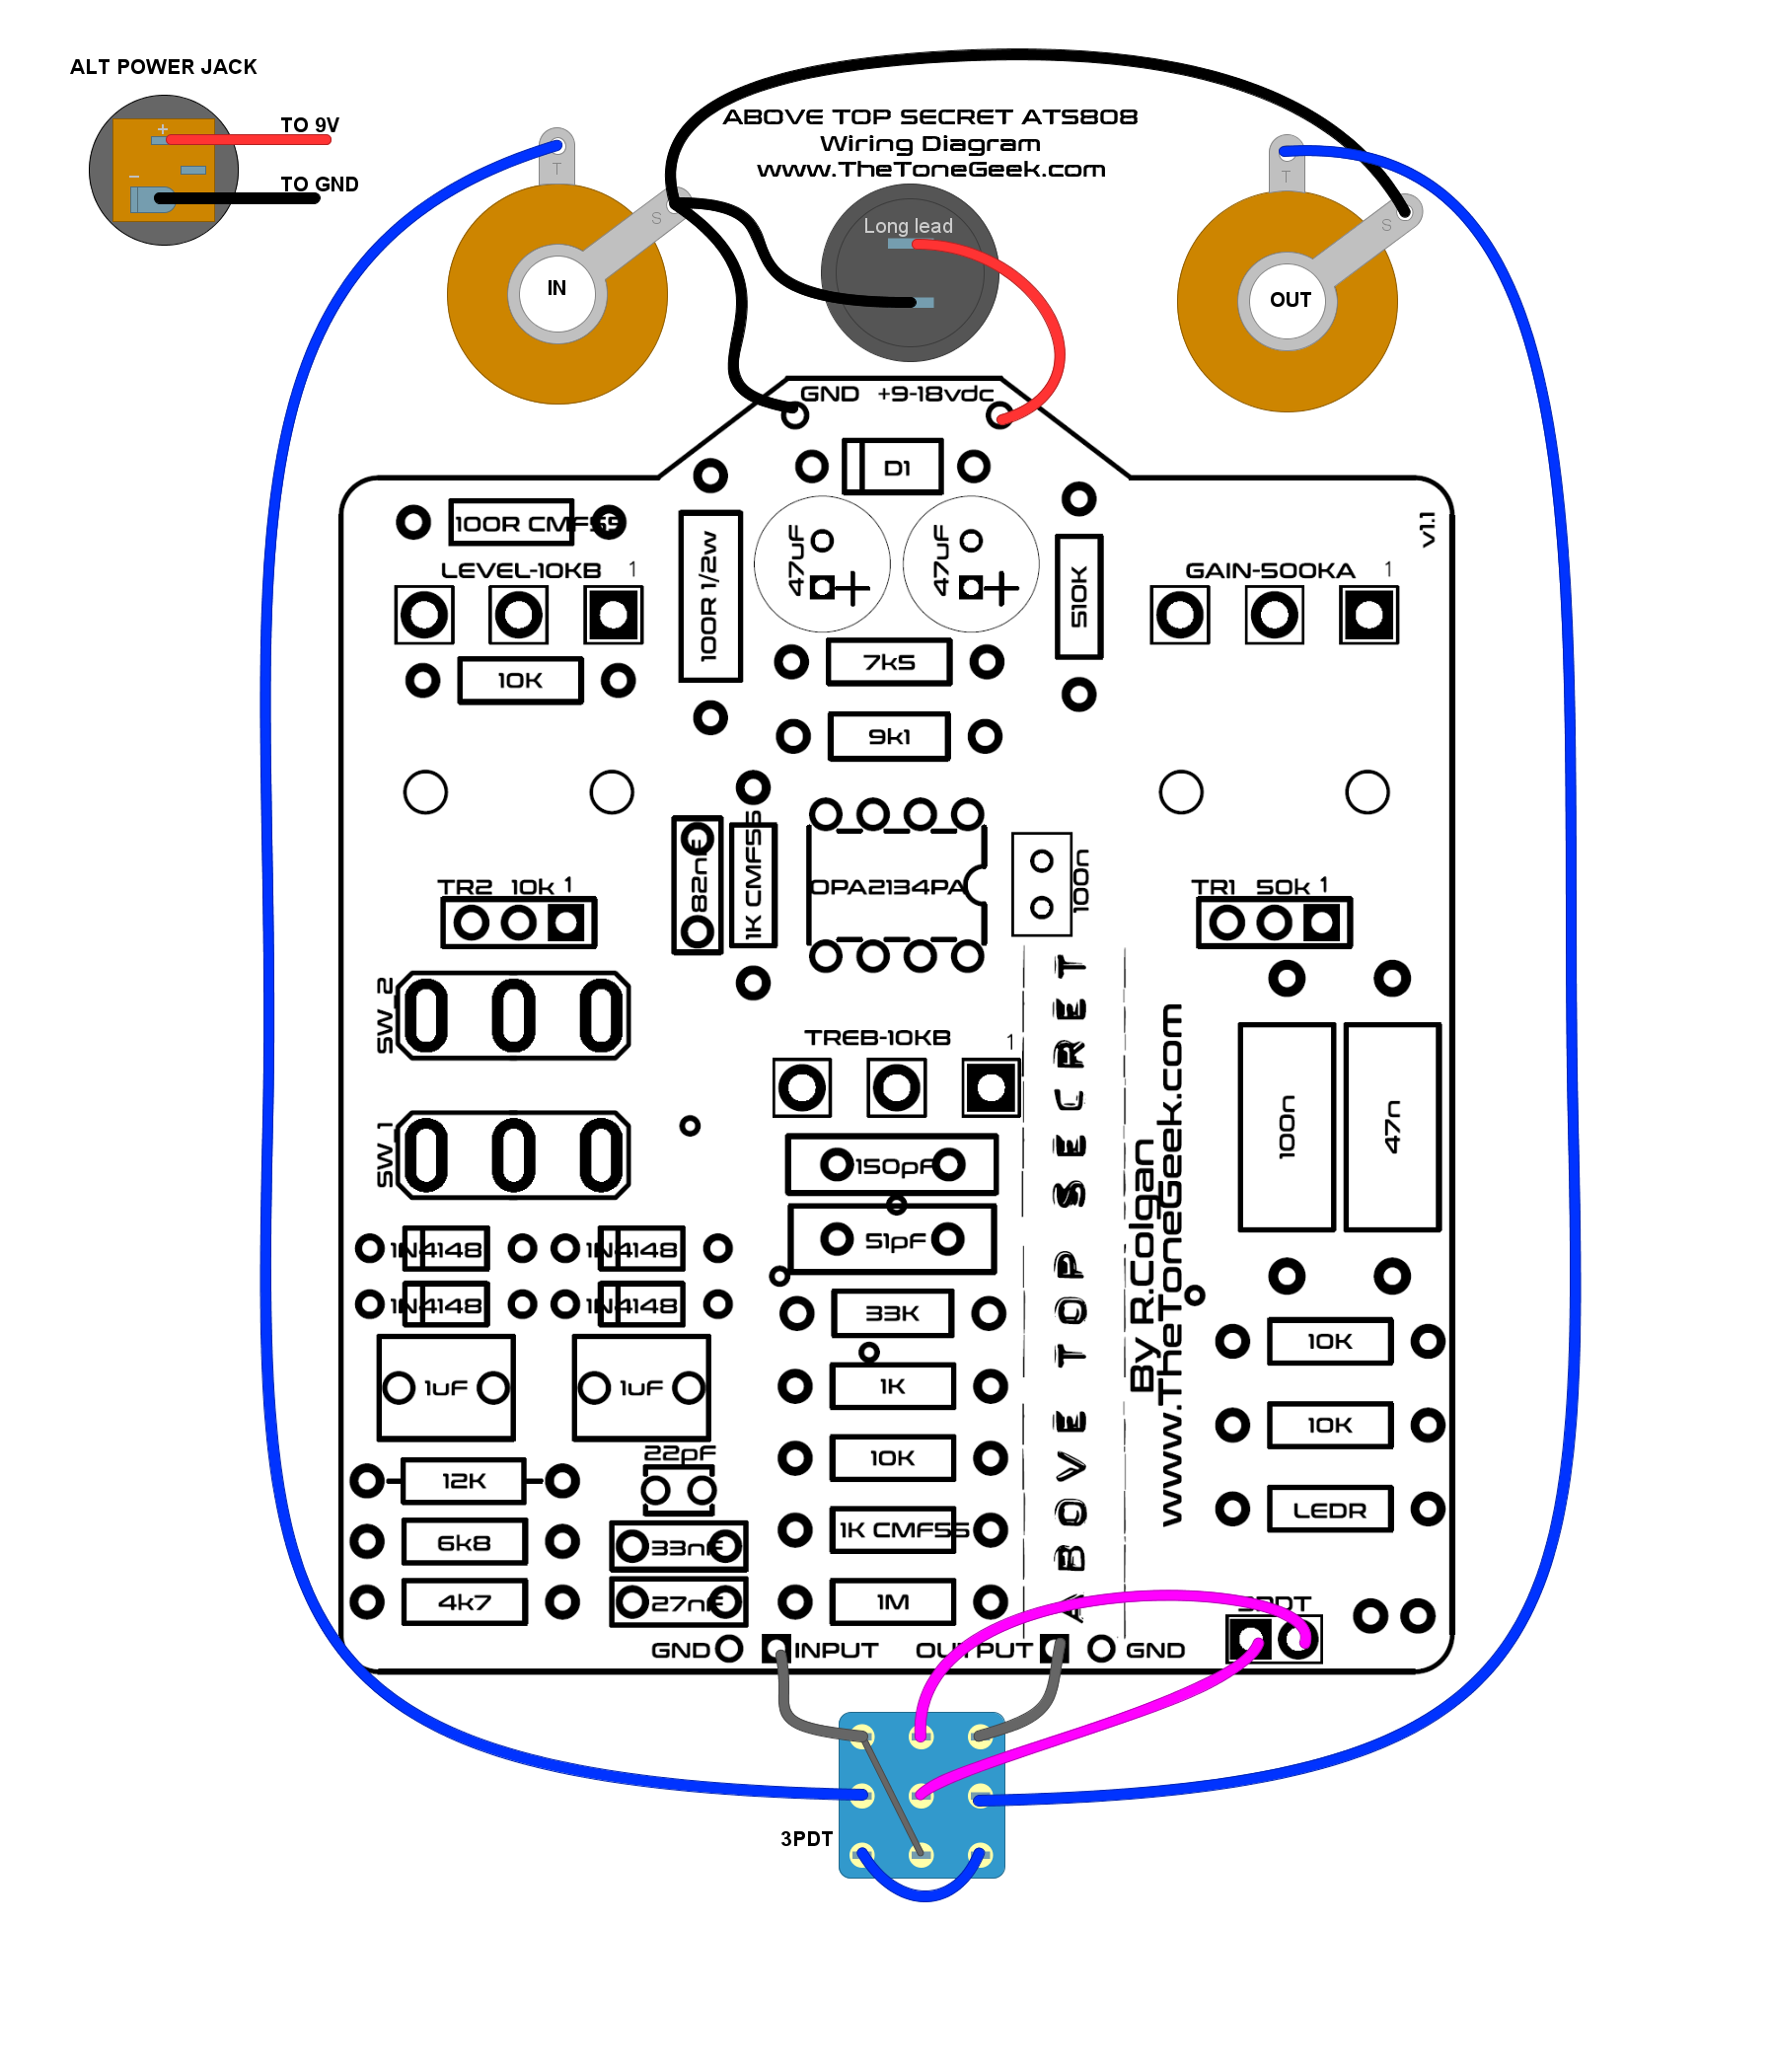 ALT POWER JACK
+
TO 9V
−
TO GND
ABOVE TOP SECRET ATS808
Wiring Diagram
www.TheToneGeek.com
T
S
IN
Long lead
T
S
OUT
GND +9-18vdc
D1
100R CMF55
100R 1/2w
47uF
+
47uF
+
510K
v1.1
LEVEL-10KB 1
GAIN-500KA 1
10K
7k5
9k1
82nF
1K CMF55
OPA2134PA
100n
TR2 10k 1
TR1 50k 1
SW_2
TREB-10KB 1
SW_1
150pF
51pF
100n
47n
ABOVE TOP SECRET
By R.Colgan
www.TheToneGeek.com
1N4148
1N4148
1N4148
1N4148
33K
10K
1uF
1uF
1K
10K
22pF
10K
12K
LEDR
6k8
33nF
1K CMF55
4k7
27nF
1M
3PDT
GND
INPUT
OUTPUT
GND
3PDT